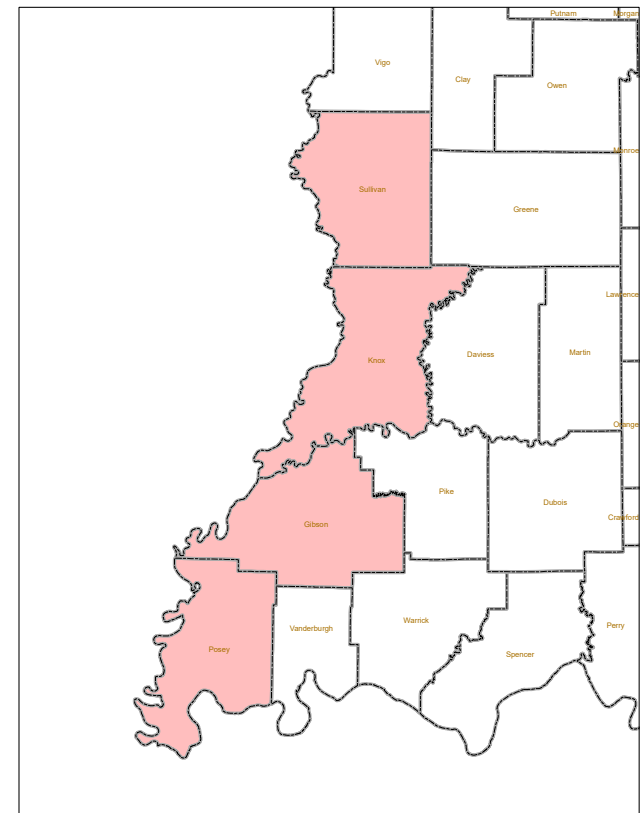 Putnam
Morgan
Vigo
Clay
Owen
Monroe
Sullivan
Greene
Lawrence
Knox
Daviess
Martin
Orange
Pike
Dubois
Crawford
Gibson
Posey
Vanderburgh
Warrick
Spencer
Perry